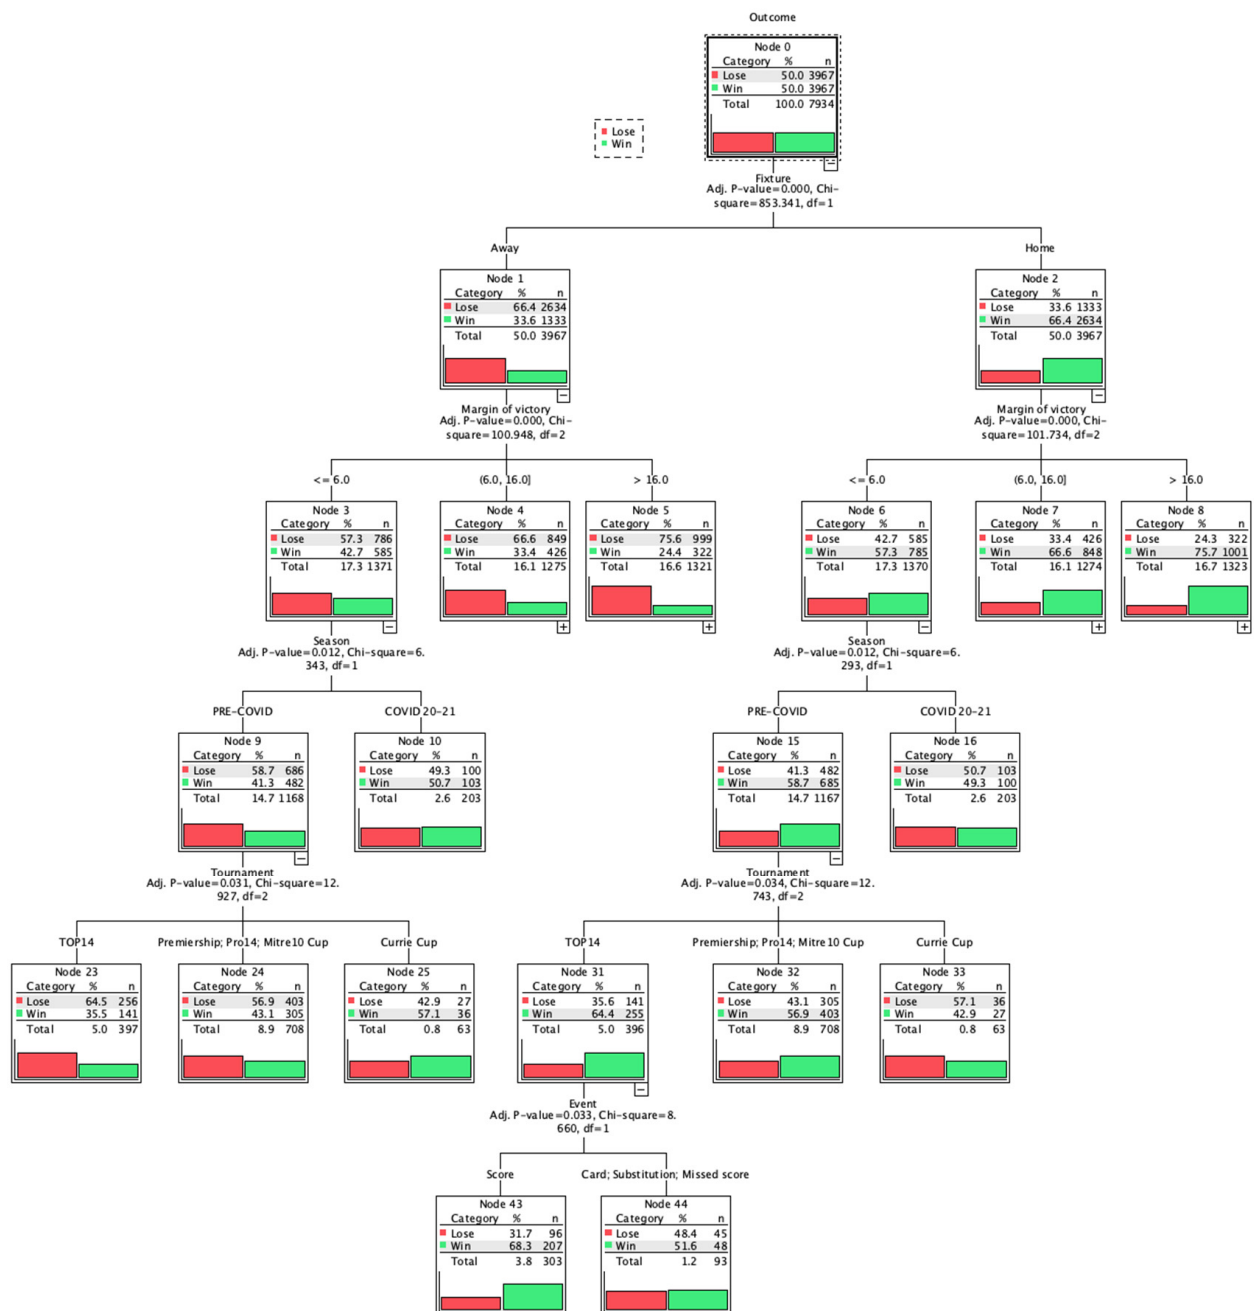 Outcome
Node 0
Category % n
Lose 50.0 3967
Win 50.0 3967
Total 100.0 7934
Lose
Win
Fixture
Adj. P-value=0.000, Chi-
square=853.341, df=1
Away
Home
Node 1
Category % n
Lose 66.4 2634
Win 33.6 1333
Total 50.0 3967
Node 2
Category % n
Lose 33.6 1333
Win 66.4 2634
Total 50.0 3967
Margin of victory
Adj. P-value=0.000, Chi-
square=100.948, df=2
Margin of victory
Adj. P-value=0.000, Chi-
square=101.734, df=2
<= 6.0
(6.0, 16.0]
> 16.0
<= 6.0
(6.0, 16.0]
> 16.0
Node 3
Category % n
Lose 57.3 786
Win 42.7 585
Total 17.3 1371
Node 4
Category % n
Lose 66.6 849
Win 33.4 426
Total 16.1 1275
Node 5
Category % n
Lose 75.6 999
Win 24.4 322
Total 16.6 1321
Node 6
Category % n
Lose 42.7 585
Win 57.3 785
Total 17.3 1370
Node 7
Category % n
Lose 33.4 426
Win 66.6 848
Total 16.1 1274
Node 8
Category % n
Lose 24.3 322
Win 75.7 1001
Total 16.7 1323
Season
Adj. P-value=0.012, Chi-square=6.
343, df=1
Season
Adj. P-value=0.012, Chi-square=6.
293, df=1
PRE-COVID
COVID 20-21
PRE-COVID
COVID 20-21
Node 9
Category % n
Lose 58.7 686
Win 41.3 482
Total 14.7 1168
Node 10
Category % n
Lose 49.3 100
Win 50.7 103
Total 2.6 203
Node 15
Category % n
Lose 41.3 482
Win 58.7 685
Total 14.7 1167
Node 16
Category % n
Lose 50.7 103
Win 49.3 100
Total 2.6 203
Tournament
Adj. P-value=0.031, Chi-square=12.
927, df=2
Tournament
Adj. P-value=0.034, Chi-square=12.
743, df=2
TOP14
Premiership; Pro14; Mitre10 Cup
Currie Cup
TOP14
Premiership; Pro14; Mitre10 Cup
Currie Cup
Node 23
Category % n
Lose 64.5 256
Win 35.5 141
Total 5.0 397
Node 24
Category % n
Lose 56.9 403
Win 43.1 305
Total 8.9 708
Node 25
Category % n
Lose 42.9 27
Win 57.1 36
Total 0.8 63
Node 31
Category % n
Lose 35.6 141
Win 64.4 255
Total 5.0 396
Node 32
Category % n
Lose 43.1 305
Win 56.9 403
Total 8.9 708
Node 33
Category % n
Lose 57.1 36
Win 42.9 27
Total 0.8 63
Event
Adj. P-value=0.033, Chi-square=8.
660, df=1
Score
Card; Substitution; Missed score
Node 43
Category % n
Lose 31.7 96
Win 68.3 207
Total 3.8 303
Node 44
Category % n
Lose 48.4 45
Win 51.6 48
Total 1.2 93